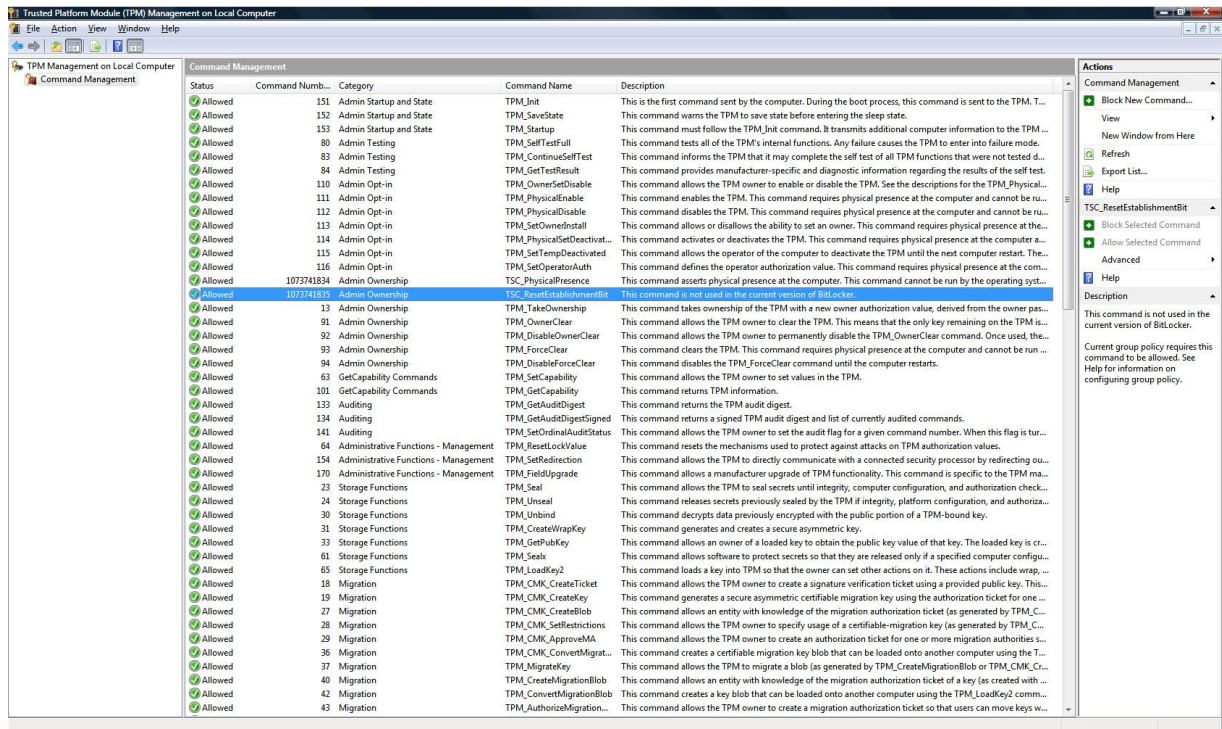 Trusted Platform Module (TPM) Management on Local Computer
File Action View Window Help
TPM Management on Local Computer
Command Management
Command Management
Status Command Numb... Category Command Name Description
Allowed 151 Admin Startup and State TPM_Init This is the first command sent by the computer. During the boot process, this command is sent to the TPM. T...
Allowed 152 Admin Startup and State TPM_SaveState This command warns the TPM to save state before entering the sleep state.
Allowed 153 Admin Startup and State TPM_Startup This command must follow the TPM_Init command. It transmits additional computer information to the TPM ...
Allowed 80 Admin Testing TPM_SelfTestFull This command tests all of the TPM's internal functions. Any failure causes the TPM to enter into failure mode.
Allowed 83 Admin Testing TPM_ContinueSelfTest This command informs the TPM that it may complete the self test of all TPM functions that were not tested d...
Allowed 84 Admin Testing TPM_GetTestResult This command provides manufacturer-specific and diagnostic information regarding the results of the self test.
Allowed 110 Admin Opt-in TPM_OwnerSetDisable This command allows the TPM owner to enable or disable the TPM. See the descriptions for the TPM_Physical...
Allowed 111 Admin Opt-in TPM_PhysicalEnable This command enables the TPM. This command requires physical presence at the computer and cannot be ru...
Allowed 112 Admin Opt-in TPM_PhysicalDisable This command disables the TPM. This command requires physical presence at the computer and cannot be ru...
Allowed 113 Admin Opt-in TPM_SetOwnerInstall This command allows or disallows the ability to set an owner. This command requires physical presence at the...
Allowed 114 Admin Opt-in TPM_PhysicalSetDeactivat... This command activates or deactivates the TPM. This command requires physical presence at the computer a...
Allowed 115 Admin Opt-in TPM_SetTempDeactivated This command allows the operator of the computer to deactivate the TPM until the next computer restart. The...
Allowed 116 Admin Opt-in TPM_SetOperatorAuth This command defines the operator authorization value. This command requires physical presence at the com...
Allowed 1073741834 Admin Ownership TSC_PhysicalPresence This command asserts physical presence at the computer. This command cannot be run by the operating syst...
Allowed 1073741835 Admin Ownership TSC_ResetEstablishmentBit This command is not used in the current version of BitLocker.
Allowed 13 Admin Ownership TPM_TakeOwnership This command takes ownership of the TPM with a new owner authorization value, derived from the owner pas...
Allowed 91 Admin Ownership TPM_OwnerClear This command allows the TPM owner to clear the TPM. This means that the only key remaining on the TPM is...
Allowed 92 Admin Ownership TPM_DisableOwnerClear This command allows the TPM owner to permanently disable the TPM_OwnerClear command. Once used, the...
Allowed 93 Admin Ownership TPM_ForceClear This command clears the TPM. This command requires physical presence at the computer and cannot be run ...
Allowed 94 Admin Ownership TPM_DisableForceClear This command disables the TPM_ForceClear command until the computer restarts.
Allowed 63 GetCapability Commands TPM_SetCapability This command allows the TPM owner to set values in the TPM.
Allowed 101 GetCapability Commands TPM_GetCapability This command returns TPM information.
Allowed 133 Auditing TPM_GetAuditDigest This command returns the TPM audit digest.
Allowed 134 Auditing TPM_GetAuditDigestSigned This command returns a signed TPM audit digest and list of currently audited commands.
Allowed 141 Auditing TPM_SetOrdinalAuditStatus This command allows the TPM owner to set the audit flag for a given command number. When this flag is tur...
Allowed 64 Administrative Functions - Management TPM_ResetLockValue This command resets the mechanisms used to protect against attacks on TPM authorization values.
Allowed 154 Administrative Functions - Management TPM_SetRedirection This command allows the TPM to directly communicate with a connected security processor by redirecting ou...
Allowed 170 Administrative Functions - Management TPM_FieldUpgrade This command allows a manufacturer upgrade of TPM functionality. This command is specific to the TPM ma...
Allowed 23 Storage Functions TPM_Seal This command allows the TPM to seal secrets until integrity, computer configuration, and authorization check...
Allowed 24 Storage Functions TPM_Unseal This command releases secrets previously sealed by the TPM if integrity, platform configuration, and authoriza...
Allowed 30 Storage Functions TPM_Unbind This command decrypts data previously encrypted with the public portion of a TPM-bound key.
Allowed 31 Storage Functions TPM_CreateWrapKey This command generates and creates a secure asymmetric key.
Allowed 33 Storage Functions TPM_GetPubKey This command allows an owner of a loaded key to obtain the public key value of that key. The loaded key is cr...
Allowed 61 Storage Functions TPM_Sealx This command allows software to protect secrets so that they are released only if a specified computer configu...
Allowed 65 Storage Functions TPM_LoadKey2 This command loads a key into TPM so that the owner can set other actions on it. These actions include wrap, ...
Allowed 18 Migration TPM_CMK_CreateTicket This command allows the TPM owner to create a signature verification ticket using a provided public key. This...
Allowed 19 Migration TPM_CMK_CreateKey This command generates a secure asymmetric certifiable migration key using the authorization ticket for one ...
Allowed 27 Migration TPM_CMK_CreateBlob This command allows an entity with knowledge of the migration authorization ticket (as generated by TPM_C...
Allowed 28 Migration TPM_CMK_SetRestrictions This command allows the TPM owner to specify usage of a certifiable-migration key (as generated by TPM_C...
Allowed 29 Migration TPM_CMK_ApproveMA This command allows the TPM owner to create an authorization ticket for one or more migration authorities s...
Allowed 36 Migration TPM_CMK_ConvertMigrat... This command creates a certifiable migration key blob that can be loaded onto another computer using the T...
Allowed 37 Migration TPM_MigrateKey This command allows the TPM to migrate a blob (as generated by TPM_CreateMigrationBlob or TPM_CMK_Cr...
Allowed 40 Migration TPM_CreateMigrationBlob This command allows an entity with knowledge of the migration authorization ticket of a key (as created with ...
Allowed 42 Migration TPM_ConvertMigrationBlob This command creates a key blob that can be loaded onto another computer using the TPM_LoadKey2 comm...
Allowed 43 Migration TPM_AuthorizeMigration... This command allows the TPM owner to create a migration authorization ticket so that users can move keys w...
Actions
Command Management
Block New Command...
View
New Window from Here
Refresh
Export List...
Help
TSC_ResetEstablishmentBit
Block Selected Command
Allow Selected Command
Advanced
Help
Description
This command is not used in the
current version of BitLocker.
Current group policy requires this
command to be allowed. See
Help for information on
configuring group policy.